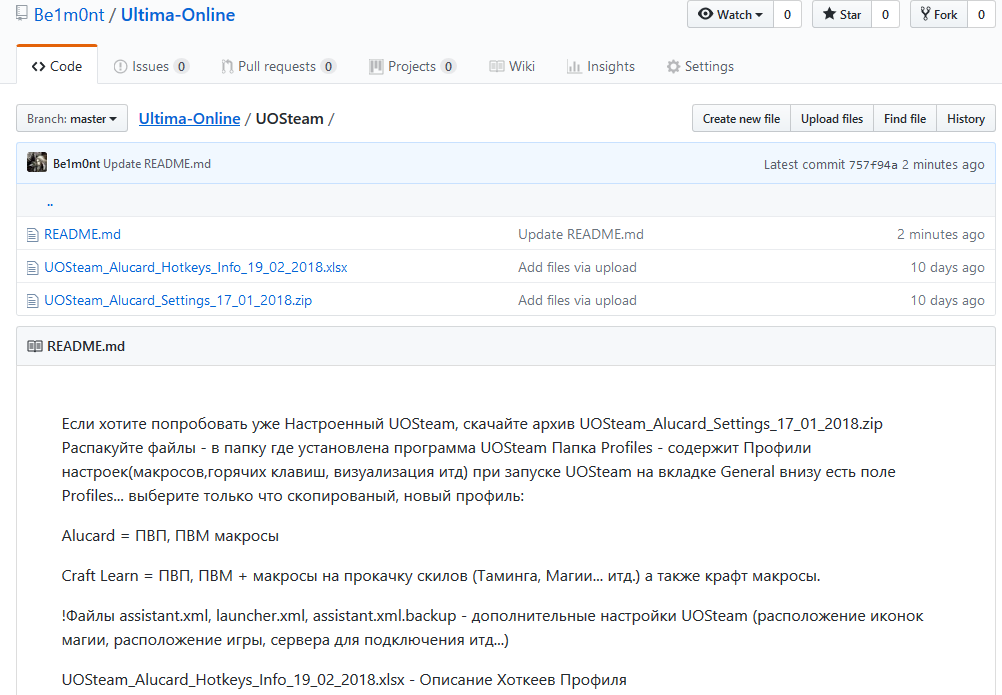 Be1m0nt / Ultima-Online Watch 0 Star 0 Fork 0
Code Issues 0 Pull requests 0 Projects 0 Wiki Insights Settings
Branch: master Ultima-Online / UOSteam / Create new file Upload files Find file History
Be1m0nt Update README.md Latest commit 757f94a 2 minutes ago
..
README.md Update README.md 2 minutes ago
UOSteam_Alucard_Hotkeys_Info_19_02_2018.xlsx Add files via upload 10 days ago
UOSteam_Alucard_Settings_17_01_2018.zip Add files via upload 10 days ago
README.md
Если хотите попробовать уже Настроенный UOSteam, скачайте архив UOSteam_Alucard_Settings_17_01_2018.zip
Распакуйте файлы - в папку где установлена программа UOSteam Папка Profiles - содержит Профили
настроек(макросов,горячих клавиш, визуализация итд) при запуске UOSteam на вкладке General внизу есть поле
Profiles... выберите только что скопированый, новый профиль:
Alucard = ПВП, ПВМ макросы
Craft Learn = ПВП, ПВМ + макросы на прокачку скилов (Таминга, Магии... итд.) а также крафт макросы.
!Файлы assistant.xml, launcher.xml, assistant.xml.backup - дополнительные настройки UOSteam (расположение иконок
магии, расположение игры, сервера для подключения итд...)
UOSteam_Alucard_Hotkeys_Info_19_02_2018.xlsx - Описание Хоткеев Профиля